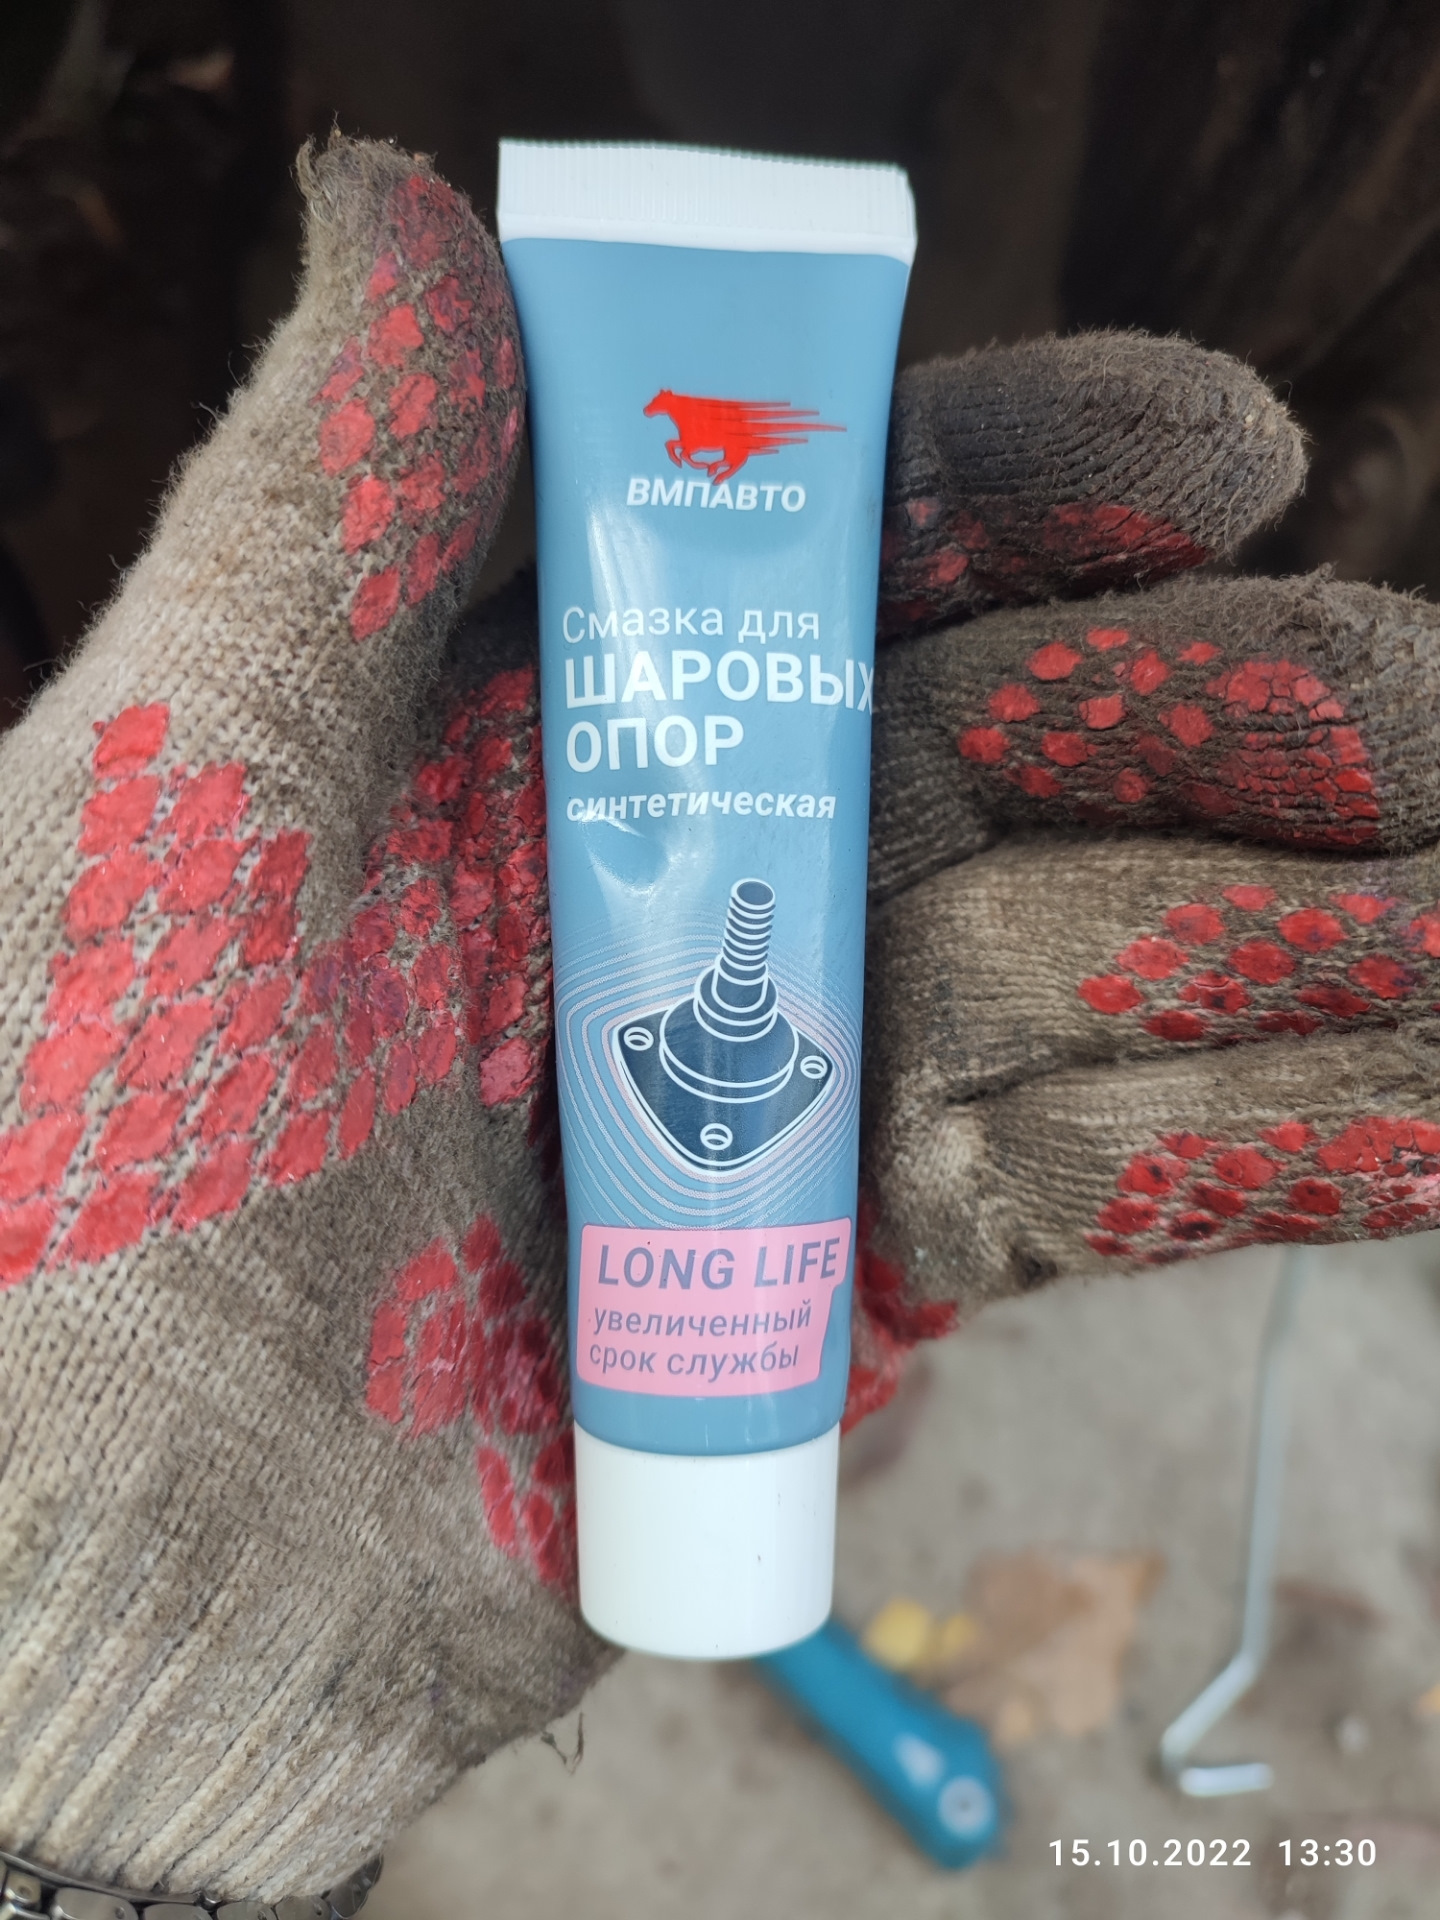 ВМПАВТО
Смазка для
ШАРОВЫХ
ОПОР
синтетическая
LONG LIFE
увеличенный
срок службы
15.10.2022 13:30